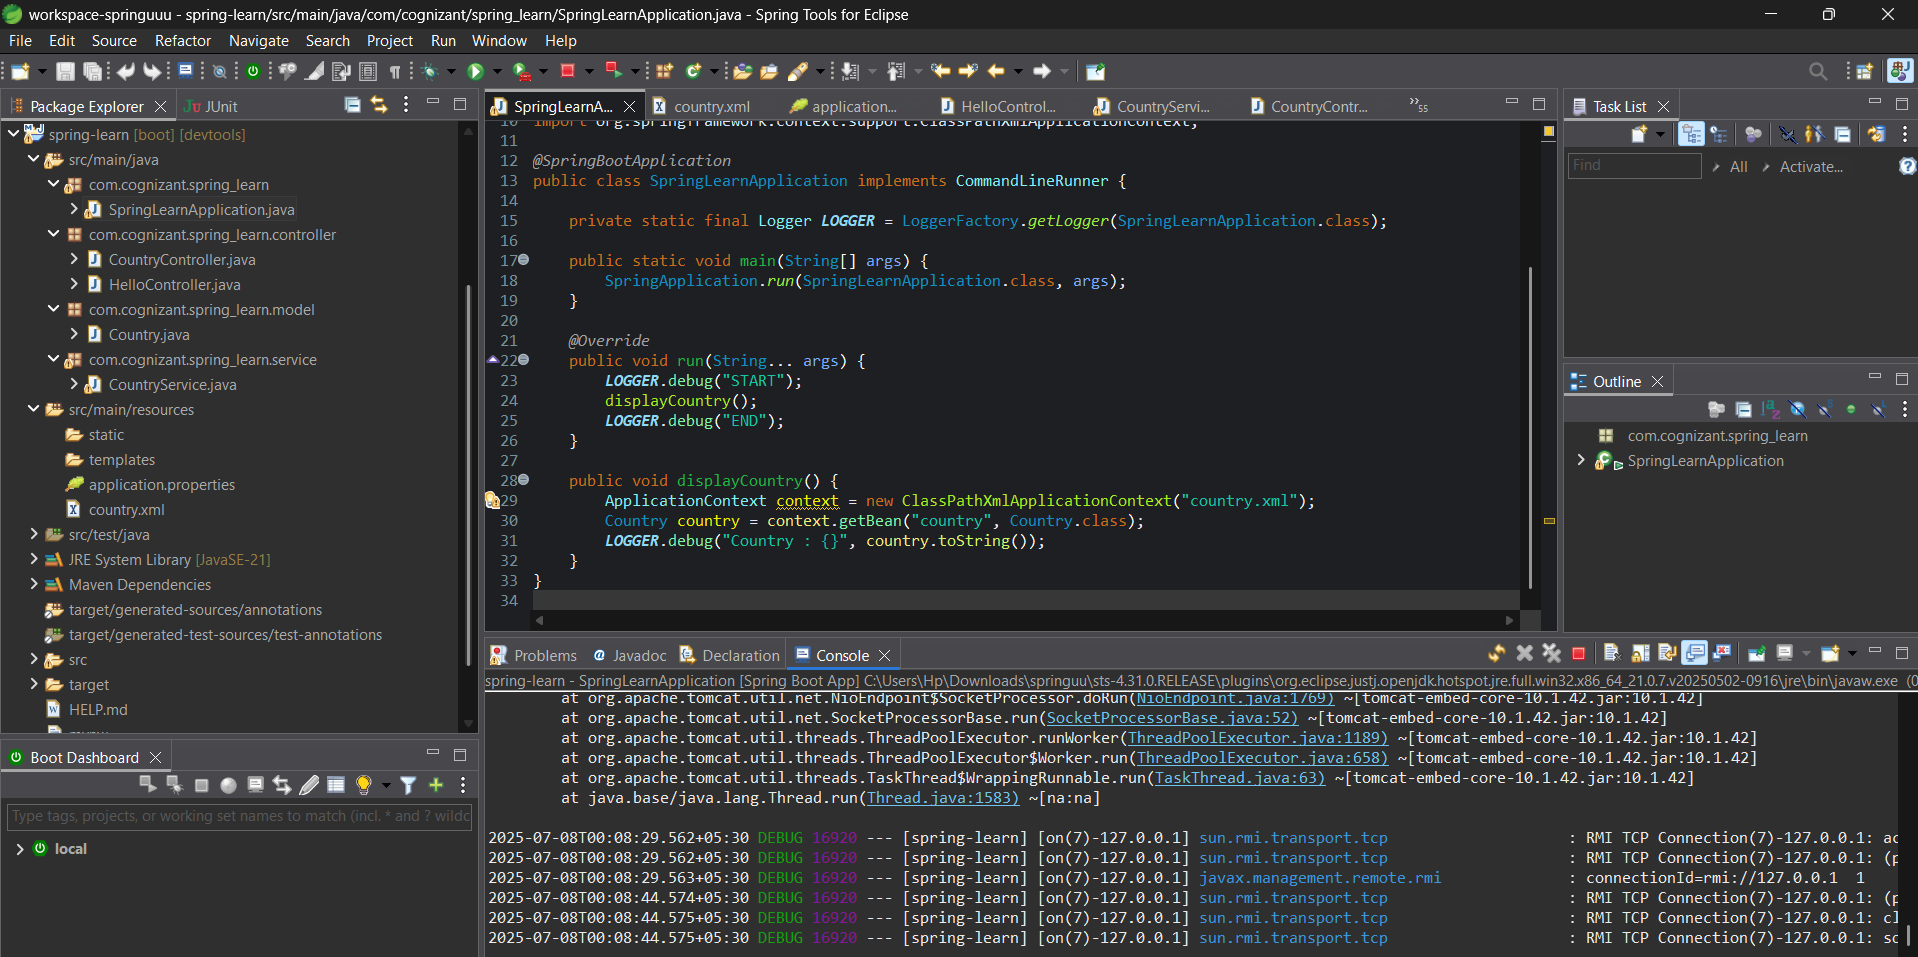 workspace-springuuu - spring-learn/src/main/java/com/cognizant/spring_learn/SpringLearnApplication.java - Spring Tools for Eclipse
File Edit Source Refactor Navigate Search Project Run Window Help
Package Explorer JUnit
spring-learn [boot] [devtools]
src/main/java
com.cognizant.spring_learn
SpringLearnApplication.java
com.cognizant.spring_learn.controller
CountryController.java
HelloController.java
com.cognizant.spring_learn.model
Country.java
com.cognizant.spring_learn.service
CountryService.java
src/main/resources
static
templates
application.properties
country.xml
src/test/java
JRE System Library [JavaSE-21]
Maven Dependencies
target/generated-sources/annotations
target/generated-test-sources/test-annotations
src
target
HELP.md
Boot Dashboard
Type tags, projects, or working set names to match (incl. * and ? wildc
local
SpringLearnA... country.xml application... HelloControl... CountryServi... CountryContr... »55
10 import org.springframework.context.support.ClassPathXmlApplicationContext;
11
12 @SpringBootApplication
13 public class SpringLearnApplication implements CommandLineRunner {
14
15 private static final Logger LOGGER = LoggerFactory.getLogger(SpringLearnApplication.class);
16
17 public static void main(String[] args) {
18 SpringApplication.run(SpringLearnApplication.class, args);
19 }
20
21 @Override
22 public void run(String... args) {
23 LOGGER.debug("START");
24 displayCountry();
25 LOGGER.debug("END");
26 }
27
28 public void displayCountry() {
29 ApplicationContext context = new ClassPathXmlApplicationContext("country.xml");
30 Country country = context.getBean("country", Country.class);
31 LOGGER.debug("Country : {}", country.toString());
32 }
33 }
34
Task List
Find All Activate...
Outline
com.cognizant.spring_learn
SpringLearnApplication
Problems Javadoc Declaration Console
spring-learn - SpringLearnApplication [Spring Boot App] C:\Users\Hp\Downloads\springuu\sts-4.31.0.RELEASE\plugins\org.eclipse.justj.openjdk.hotspot.jre.full.win32.x86_64_21.0.7.v20250502-0916\jre\bin\javaw.exe (0
at org.apache.tomcat.util.net.NioEndpoint$SocketProcessor.doRun(NioEndpoint.java:1769) ~[tomcat-embed-core-10.1.42.jar:10.1.42]
at org.apache.tomcat.util.net.SocketProcessorBase.run(SocketProcessorBase.java:52) ~[tomcat-embed-core-10.1.42.jar:10.1.42]
at org.apache.tomcat.util.threads.ThreadPoolExecutor.runWorker(ThreadPoolExecutor.java:1189) ~[tomcat-embed-core-10.1.42.jar:10.1.42]
at org.apache.tomcat.util.threads.ThreadPoolExecutor$Worker.run(ThreadPoolExecutor.java:658) ~[tomcat-embed-core-10.1.42.jar:10.1.42]
at org.apache.tomcat.util.threads.TaskThread$WrappingRunnable.run(TaskThread.java:63) ~[tomcat-embed-core-10.1.42.jar:10.1.42]
at java.base/java.lang.Thread.run(Thread.java:1583) ~[na:na]
2025-07-08T00:08:29.562+05:30 DEBUG 16920 --- [spring-learn] [on(7)-127.0.0.1] sun.rmi.transport.tcp : RMI TCP Connection(7)-127.0.0.1: ac
2025-07-08T00:08:29.562+05:30 DEBUG 16920 --- [spring-learn] [on(7)-127.0.0.1] sun.rmi.transport.tcp : RMI TCP Connection(7)-127.0.0.1: (p
2025-07-08T00:08:29.563+05:30 DEBUG 16920 --- [spring-learn] [on(7)-127.0.0.1] javax.management.remote.rmi : connectionId=rmi://127.0.0.1 1
2025-07-08T00:08:44.574+05:30 DEBUG 16920 --- [spring-learn] [on(7)-127.0.0.1] sun.rmi.transport.tcp : RMI TCP Connection(7)-127.0.0.1: (p
2025-07-08T00:08:44.575+05:30 DEBUG 16920 --- [spring-learn] [on(7)-127.0.0.1] sun.rmi.transport.tcp : RMI TCP Connection(7)-127.0.0.1: cl
2025-07-08T00:08:44.575+05:30 DEBUG 16920 --- [spring-learn] [on(7)-127.0.0.1] sun.rmi.transport.tcp : RMI TCP Connection(7)-127.0.0.1: sc